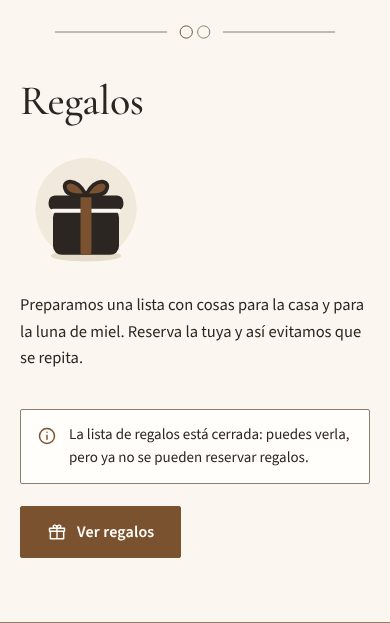 Regalos
Preparamos una lista con cosas para la casa y para
la luna de miel. Reserva la tuya y así evitamos que
se repita.
La lista de regalos está cerrada: puedes verla,
pero ya no se pueden reservar regalos.
Ver regalos